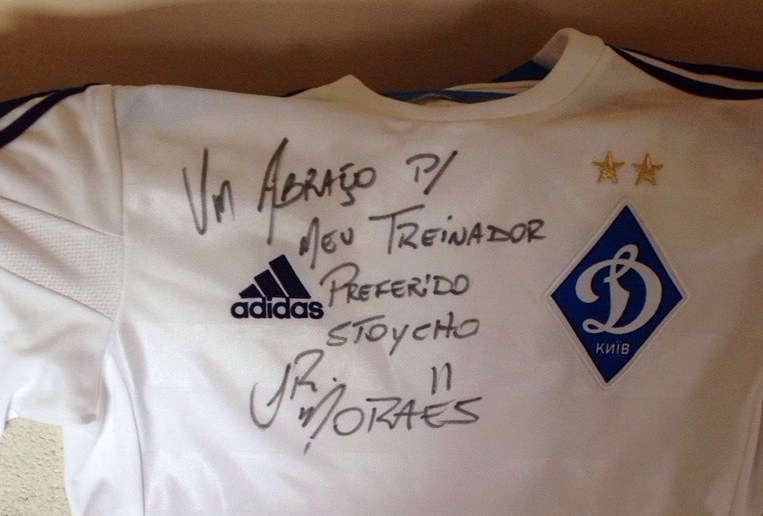 Um ABRAÇO P/
MEU TREINADOR
PREFERIDO
STOYCHO
JR. 11
MORAES
adidas
Д
КИЇВ